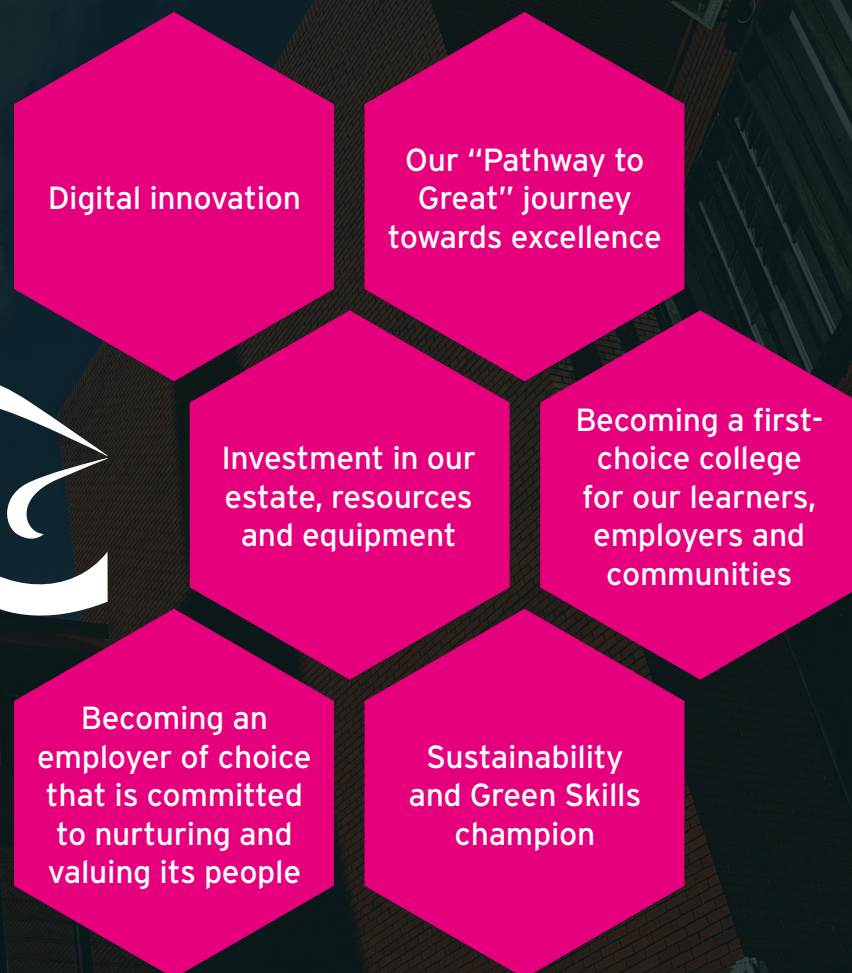 Digital innovation
Our “Pathway to
Great” journey
towards excellence
Investment in our
estate, resources
and equipment
Becoming a first-
choice college
for our learners,
employers and
communities
Becoming an
employer of choice
that is committed
to nurturing and
valuing its people
Sustainability
and Green Skills
champion